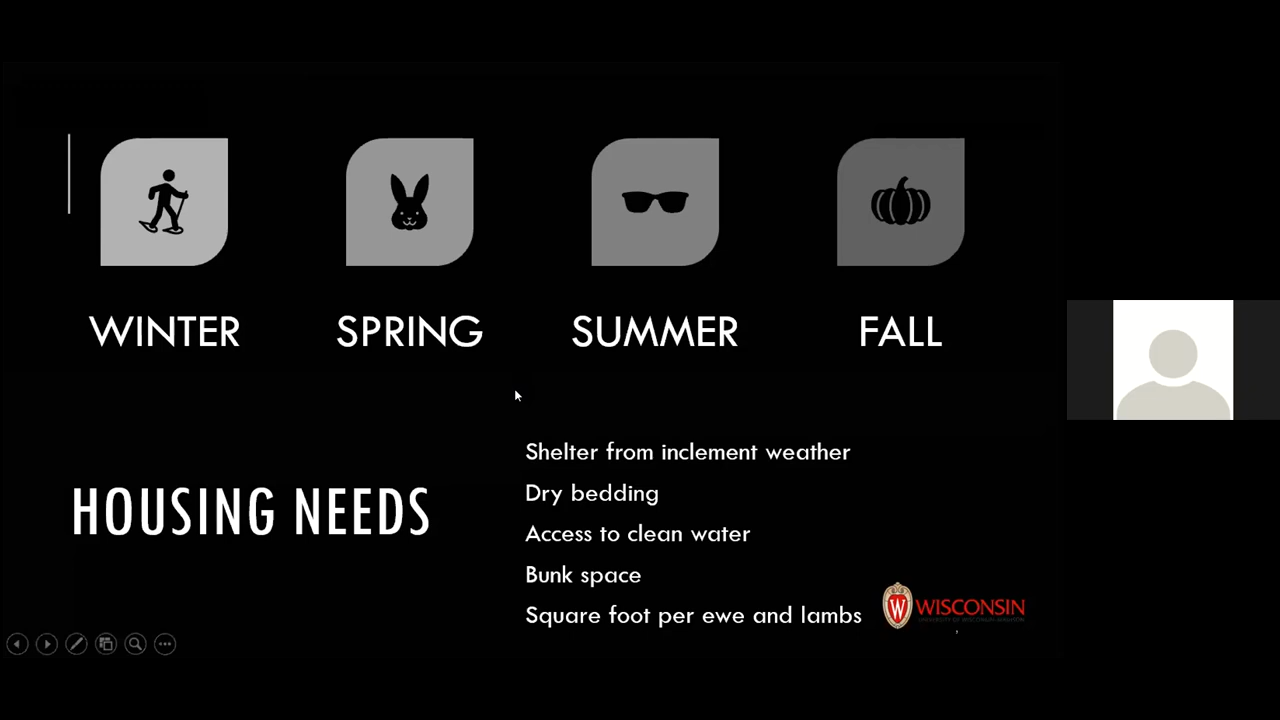 WINTER
SPRING
SUMMER
FALL
HOUSING NEEDS
Shelter from inclement weather
Dry bedding
Access to clean water
Bunk space
Square foot per ewe and lambs
W
WISCONSIN